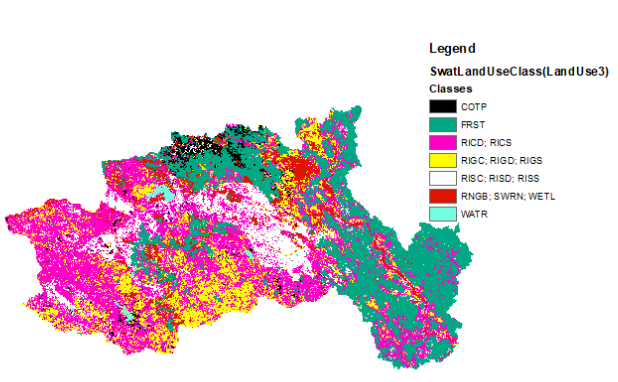 Legend
SwatLandUseClass(LandUse3)
Classes
COTP
FRST
RICD; RICS
RIGC; RIGD; RIGS
RISC; RISD; RISS
RNGB; SWRN; WETL
WATR